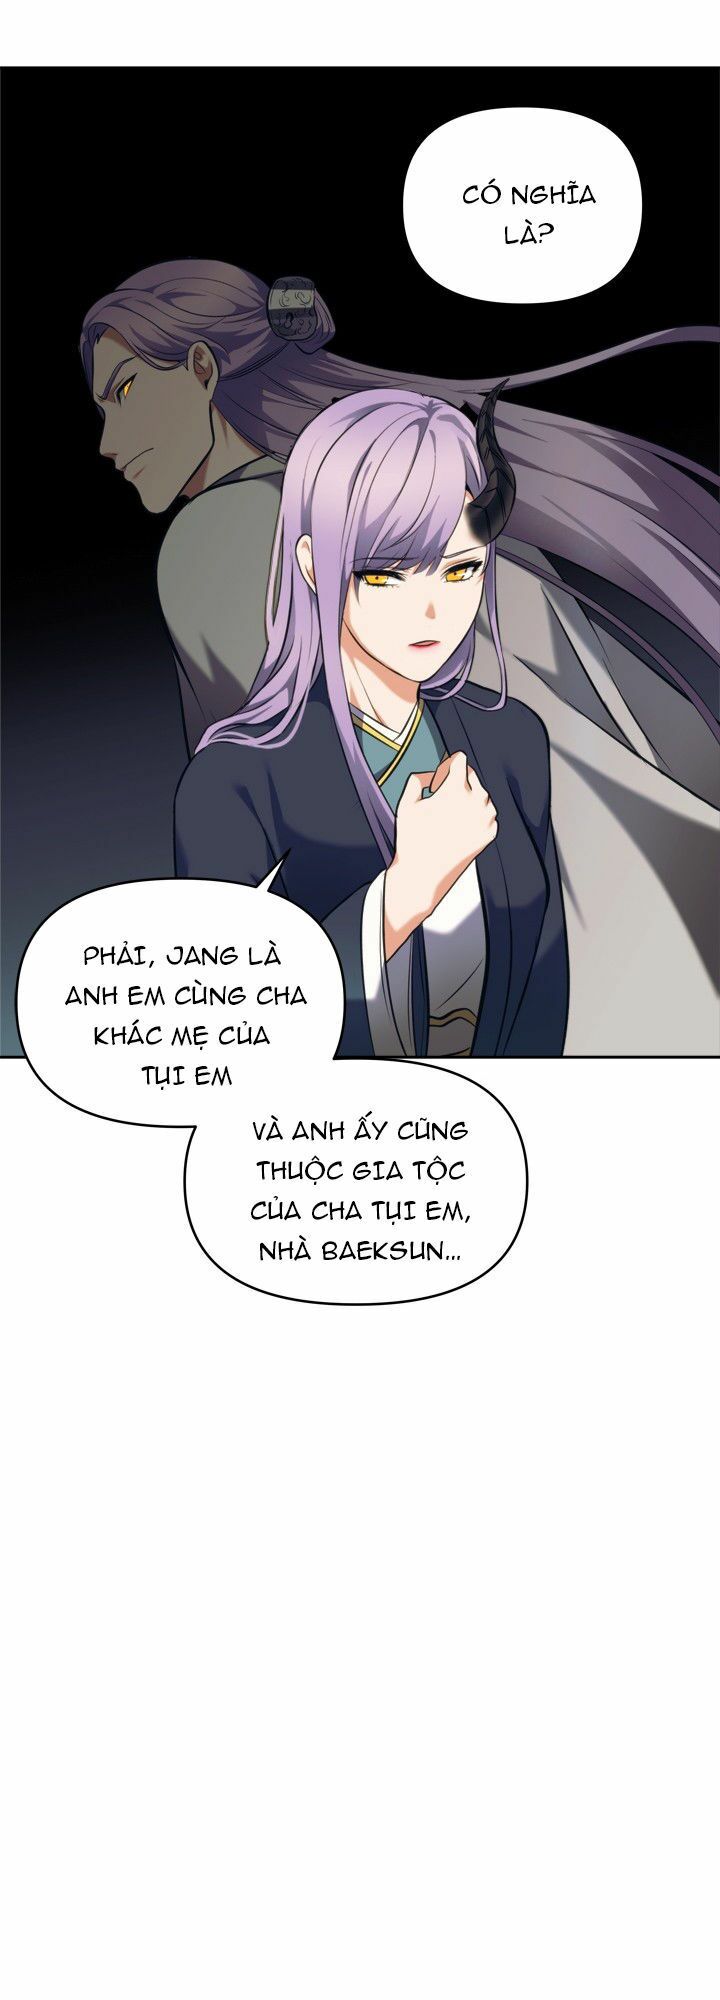 CÓ NGHĨA
LÀ?
PHẢI, JANG LÀ
ANH EM CÙNG CHA
KHÁC MẸ CỦA
TỤI EM
VÀ ANH ẤY CŨNG
THUỘC GIA TỘC
CỦA CHA TỤI EM,
NHÀ BAEKSUN...